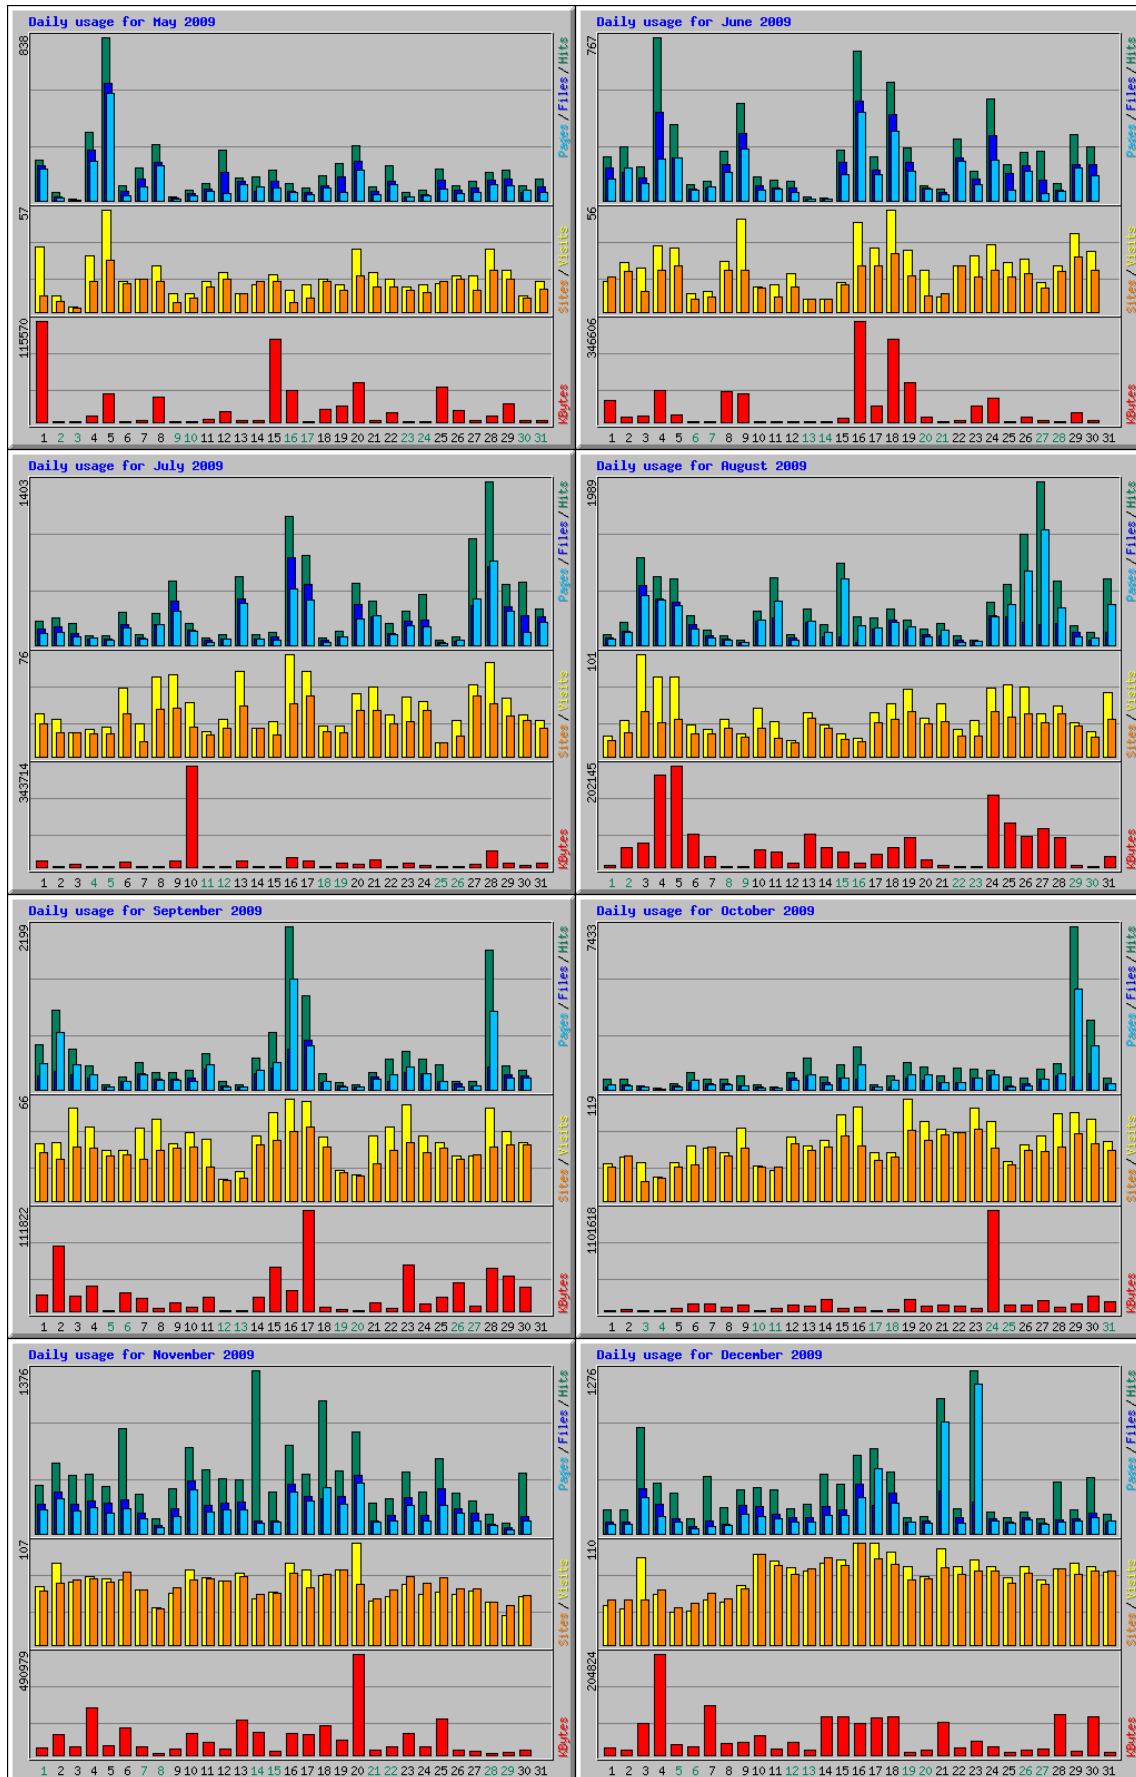 Daily usage for May 2009
838
Pages / Files / Hits
57
Sites / Visits
115570
KBytes
1 2 3 4 5 6 7 8 9 10 11 12 13 14 15 16 17 18 19 20 21 22 23 24 25 26 27 28 29 30 31
Daily usage for June 2009
767
Pages / Files / Hits
56
Sites / Visits
346606
KBytes
1 2 3 4 5 6 7 8 9 10 11 12 13 14 15 16 17 18 19 20 21 22 23 24 25 26 27 28 29 30 31
Daily usage for July 2009
1403
Pages / Files / Hits
76
Sites / Visits
343714
KBytes
1 2 3 4 5 6 7 8 9 10 11 12 13 14 15 16 17 18 19 20 21 22 23 24 25 26 27 28 29 30 31
Daily usage for August 2009
1989
Pages / Files / Hits
101
Sites / Visits
202145
KBytes
1 2 3 4 5 6 7 8 9 10 11 12 13 14 15 16 17 18 19 20 21 22 23 24 25 26 27 28 29 30 31
Daily usage for September 2009
2199
Pages / Files / Hits
66
Sites / Visits
111822
KBytes
1 2 3 4 5 6 7 8 9 10 11 12 13 14 15 16 17 18 19 20 21 22 23 24 25 26 27 28 29 30 31
Daily usage for October 2009
7433
Pages / Files / Hits
119
Sites / Visits
1101618
KBytes
1 2 3 4 5 6 7 8 9 10 11 12 13 14 15 16 17 18 19 20 21 22 23 24 25 26 27 28 29 30 31
Daily usage for November 2009
1376
Pages / Files / Hits
107
Sites / Visits
490979
KBytes
1 2 3 4 5 6 7 8 9 10 11 12 13 14 15 16 17 18 19 20 21 22 23 24 25 26 27 28 29 30 31
Daily usage for December 2009
1276
Pages / Files / Hits
110
Sites / Visits
204824
KBytes
1 2 3 4 5 6 7 8 9 10 11 12 13 14 15 16 17 18 19 20 21 22 23 24 25 26 27 28 29 30 31